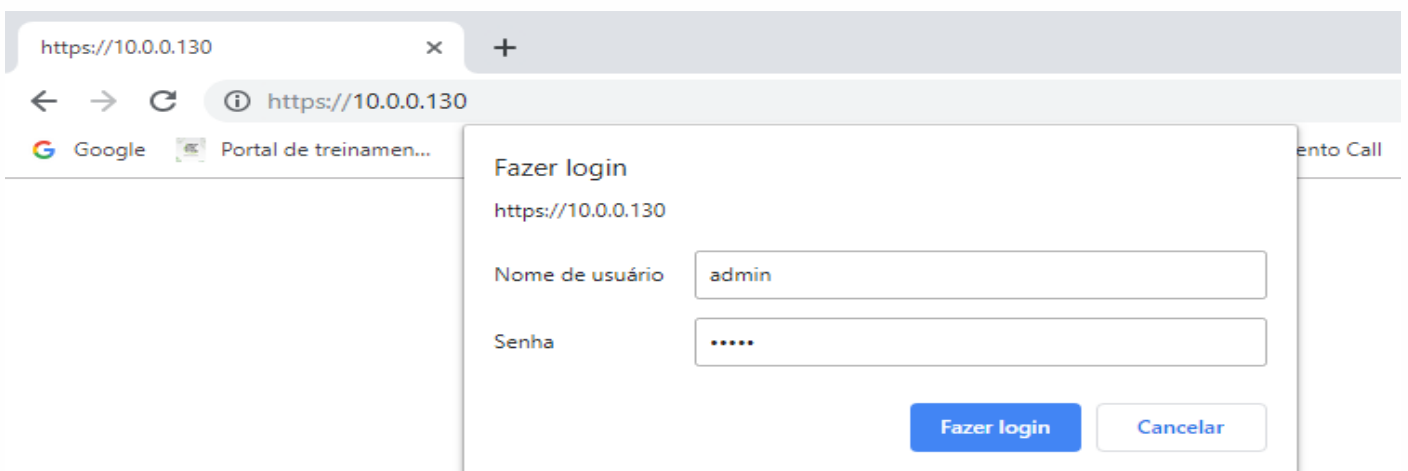 https://10.0.0.130
https://10.0.0.130
Google Portal de treinamen... ento Call
Fazer login
https://10.0.0.130
Nome de usuário admin
Senha •••••
Fazer login Cancelar